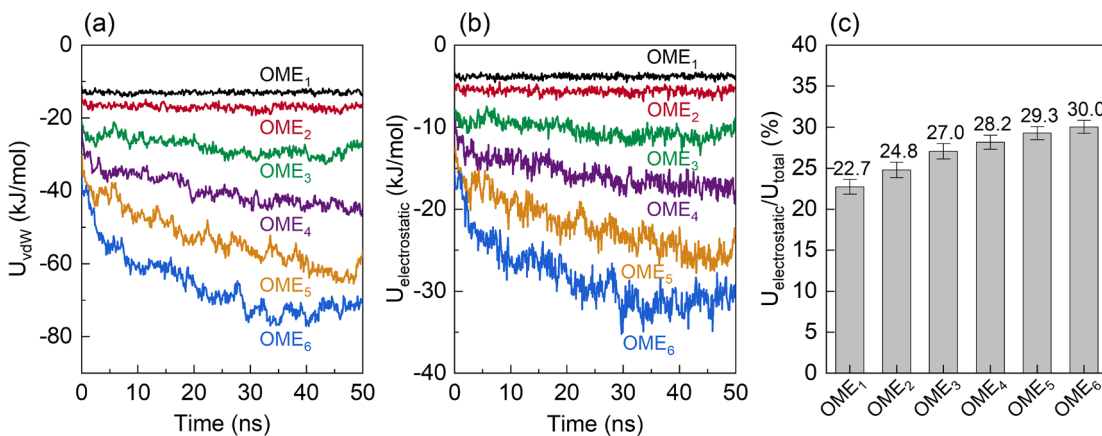 (a)
0
-20
-40
-60
-80
U_vdW (kJ/mol)
OME₁
OME₂
OME₃
OME₄
OME₅
OME₆
0 10 20 30 40 50
Time (ns)
(b)
0
-10
-20
-30
-40
U_electrostatic (kJ/mol)
OME₁
OME₂
OME₃
OME₄
OME₅
OME₆
0 10 20 30 40 50
Time (ns)
(c)
40
35
30
25
20
15
10
5
0
U_electrostatic/U_total (%)
22.7 24.8 27.0 28.2 29.3 30.0
OME₁ OME₂ OME₃ OME₄ OME₅ OME₆